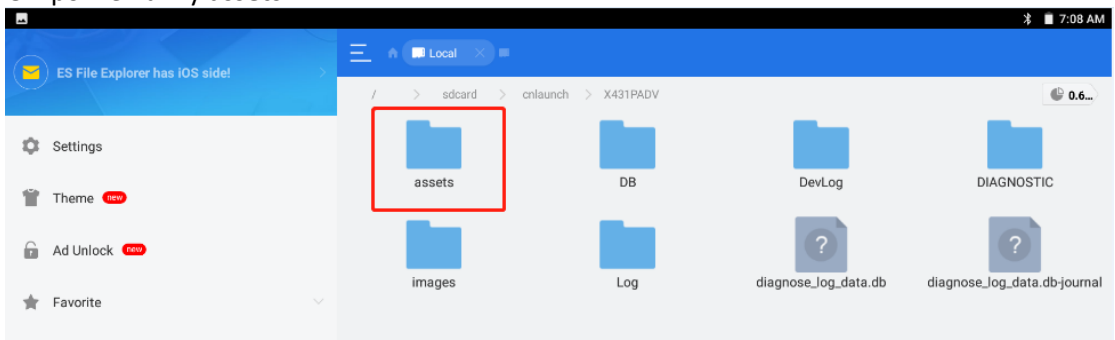 7:08 AM
ES File Explorer has iOS side!
Local
/ > sdcard > cnlaunch > X431PADV
0.6...
Settings
Theme new
Ad Unlock new
Favorite
assets
DB
DevLog
DIAGNOSTIC
images
Log
diagnose_log_data.db
diagnose_log_data.db-journal